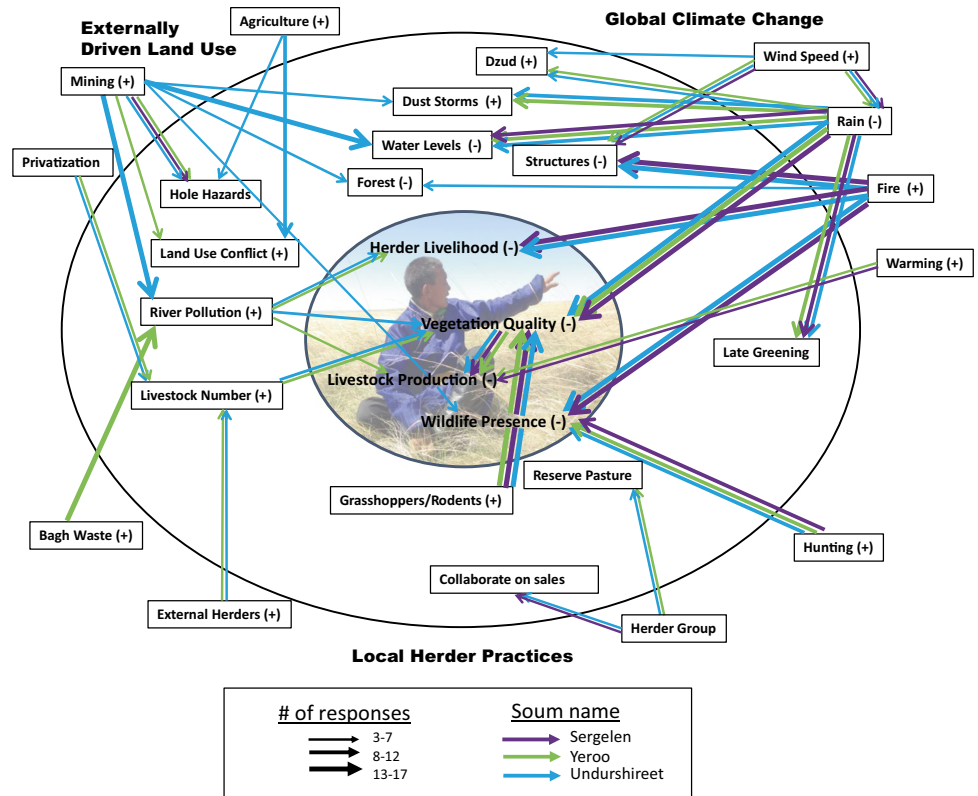 Externally
Driven Land Use
Agriculture (+)
Global Climate Change
Mining (+)
Dzud (+)
Wind Speed (+)
Dust Storms (+)
Rain (-)
Privatization
Water Levels (-)
Structures (-)
Hole Hazards
Forest (-)
Fire (+)
Land Use Conflict (+)
Herder Livelihood (-)
Warming (+)
River Pollution (+)
Vegetation Quality (-)
Late Greening
Livestock Number (+)
Livestock Production (-)
Wildlife Presence (-)
Reserve Pasture
Grasshoppers/Rodents (+)
Bagh Waste (+)
Hunting (+)
Collaborate on sales
External Herders (+)
Herder Group
Local Herder Practices
# of responses
3-7
8-12
13-17
Soum name
Sergelen
Yeroo
Undurshireet